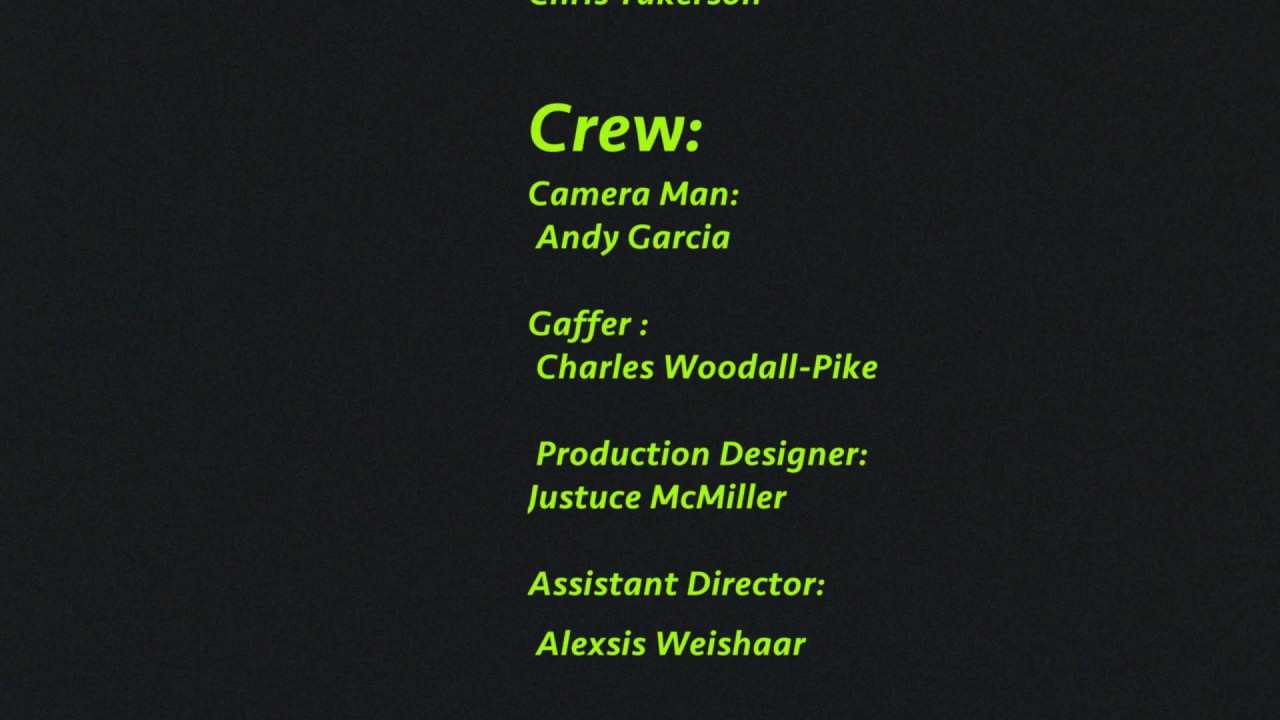 Crew:
Camera Man:
Andy Garcia
Gaffer :
Charles Woodall-Pike
Production Designer:
Justuce McMiller
Assistant Director:
Alexsis Weishaar